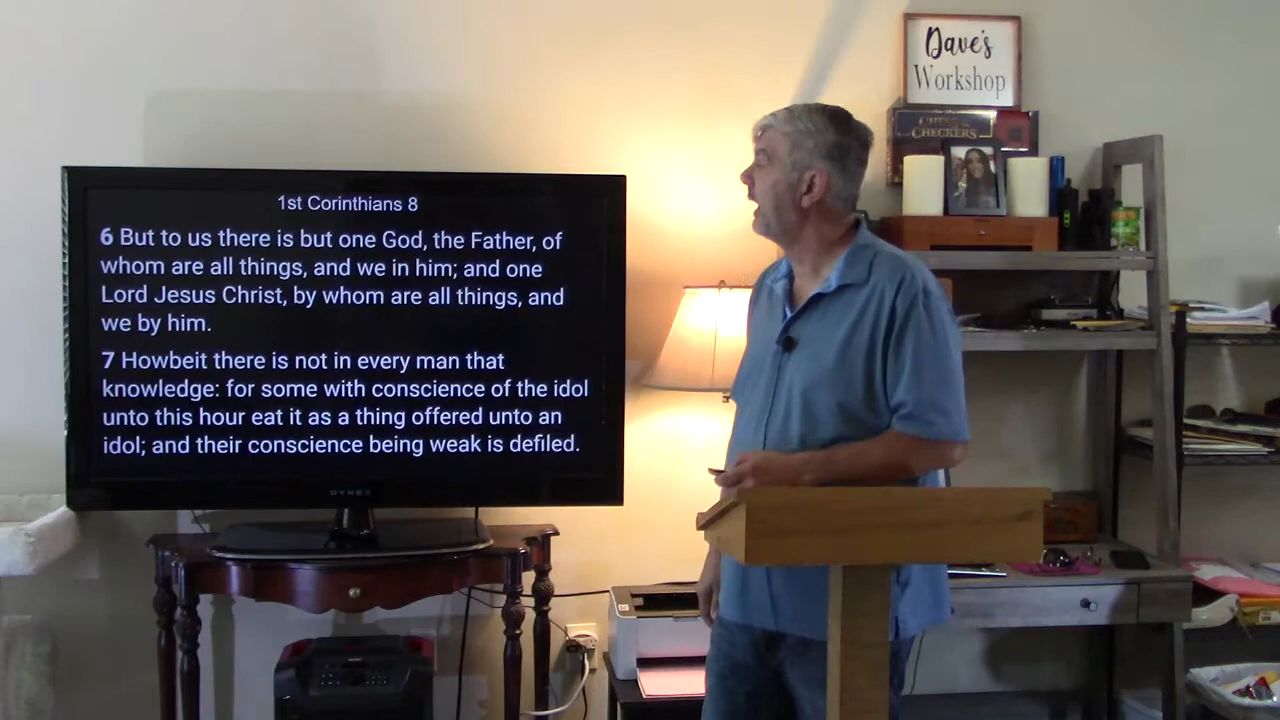 Dave's
Workshop
CHESS
CHECKERS
1st Corinthians 8
6 But to us there is but one God, the Father, of
whom are all things, and we in him; and one
Lord Jesus Christ, by whom are all things, and
we by him.
7 Howbeit there is not in every man that
knowledge: for some with conscience of the idol
unto this hour eat it as a thing offered unto an
idol; and their conscience being weak is defiled.
DYNEX